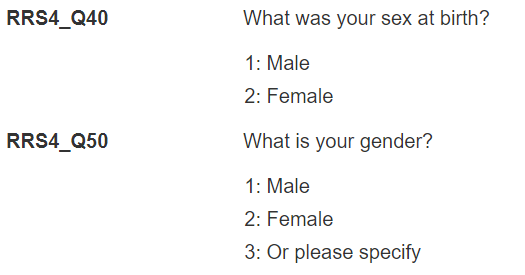 RRS4_Q40 What was your sex at birth?
1: Male
2: Female
RRS4_Q50 What is your gender?
1: Male
2: Female
3: Or please specify